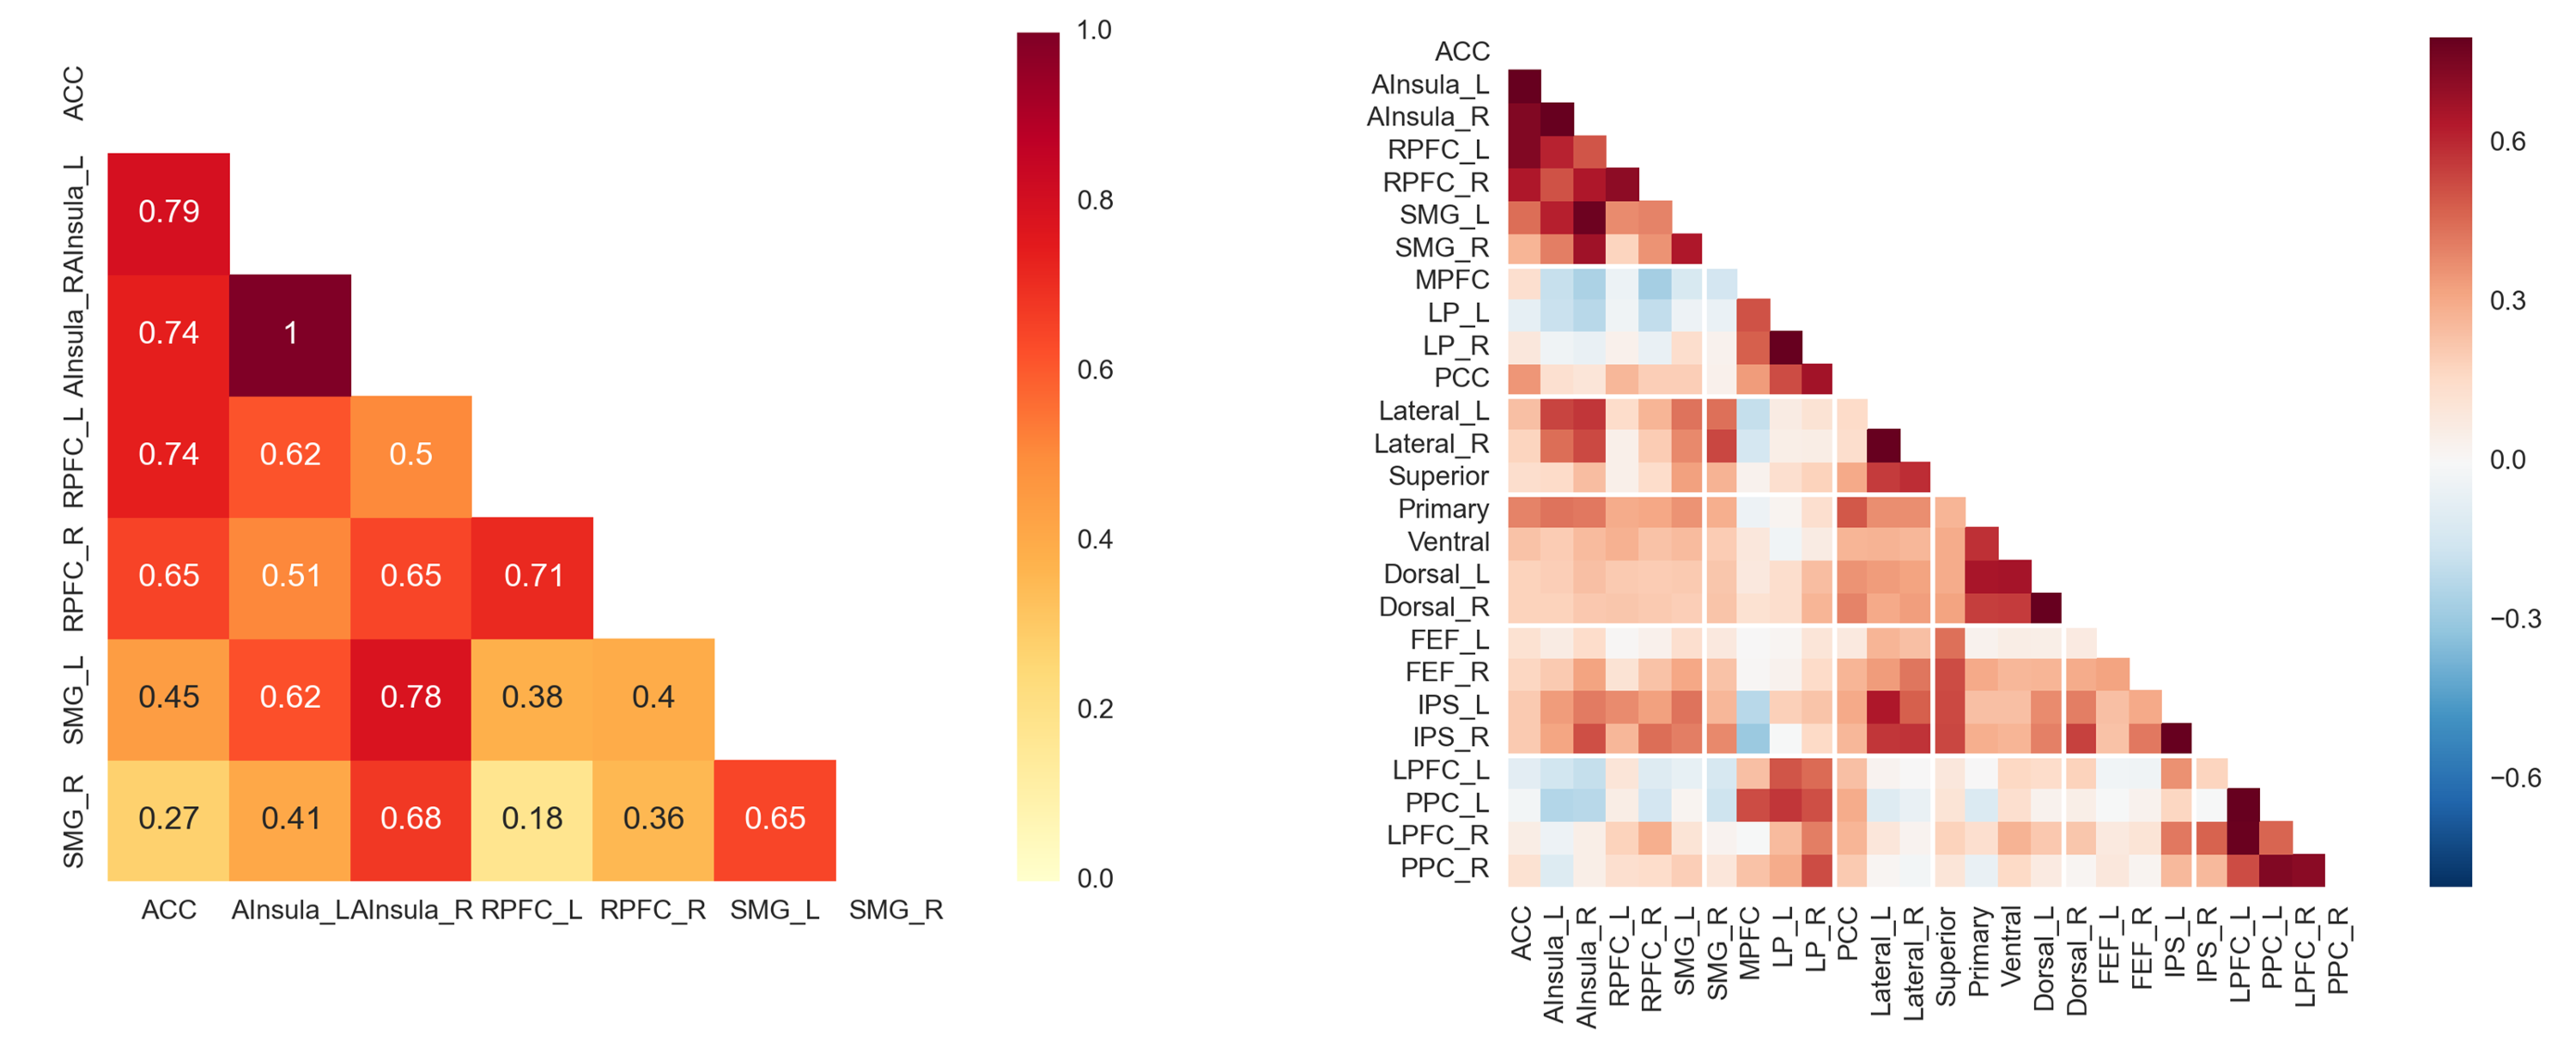 ACC
AInsula_L
AInsula_R
RPFC_L
RPFC_R
SMG_L
SMG_R
0.79
0.74 1
0.74 0.62 0.5
0.65 0.51 0.65 0.71
0.45 0.62 0.78 0.38 0.4
0.27 0.41 0.68 0.18 0.36 0.65
ACC AInsula_L AInsula_R RPFC_L RPFC_R SMG_L SMG_R
1.0
0.8
0.6
0.4
0.2
0.0
ACC
AInsula_L
AInsula_R
RPFC_L
RPFC_R
SMG_L
SMG_R
MPFC
LP_L
LP_R
PCC
Lateral_L
Lateral_R
Superior
Primary
Ventral
Dorsal_L
Dorsal_R
FEF_L
FEF_R
IPS_L
IPS_R
LPFC_L
PPC_L
LPFC_R
PPC_R
ACC
AInsula_L
AInsula_R
RPFC_L
RPFC_R
SMG_L
SMG_R
MPFC
LP_L
LP_R
PCC
Lateral_L
Lateral_R
Superior
Primary
Ventral
Dorsal_L
Dorsal_R
FEF_L
FEF_R
IPS_L
IPS_R
LPFC_L
PPC_L
LPFC_R
PPC_R
0.6
0.3
0.0
−0.3
−0.6